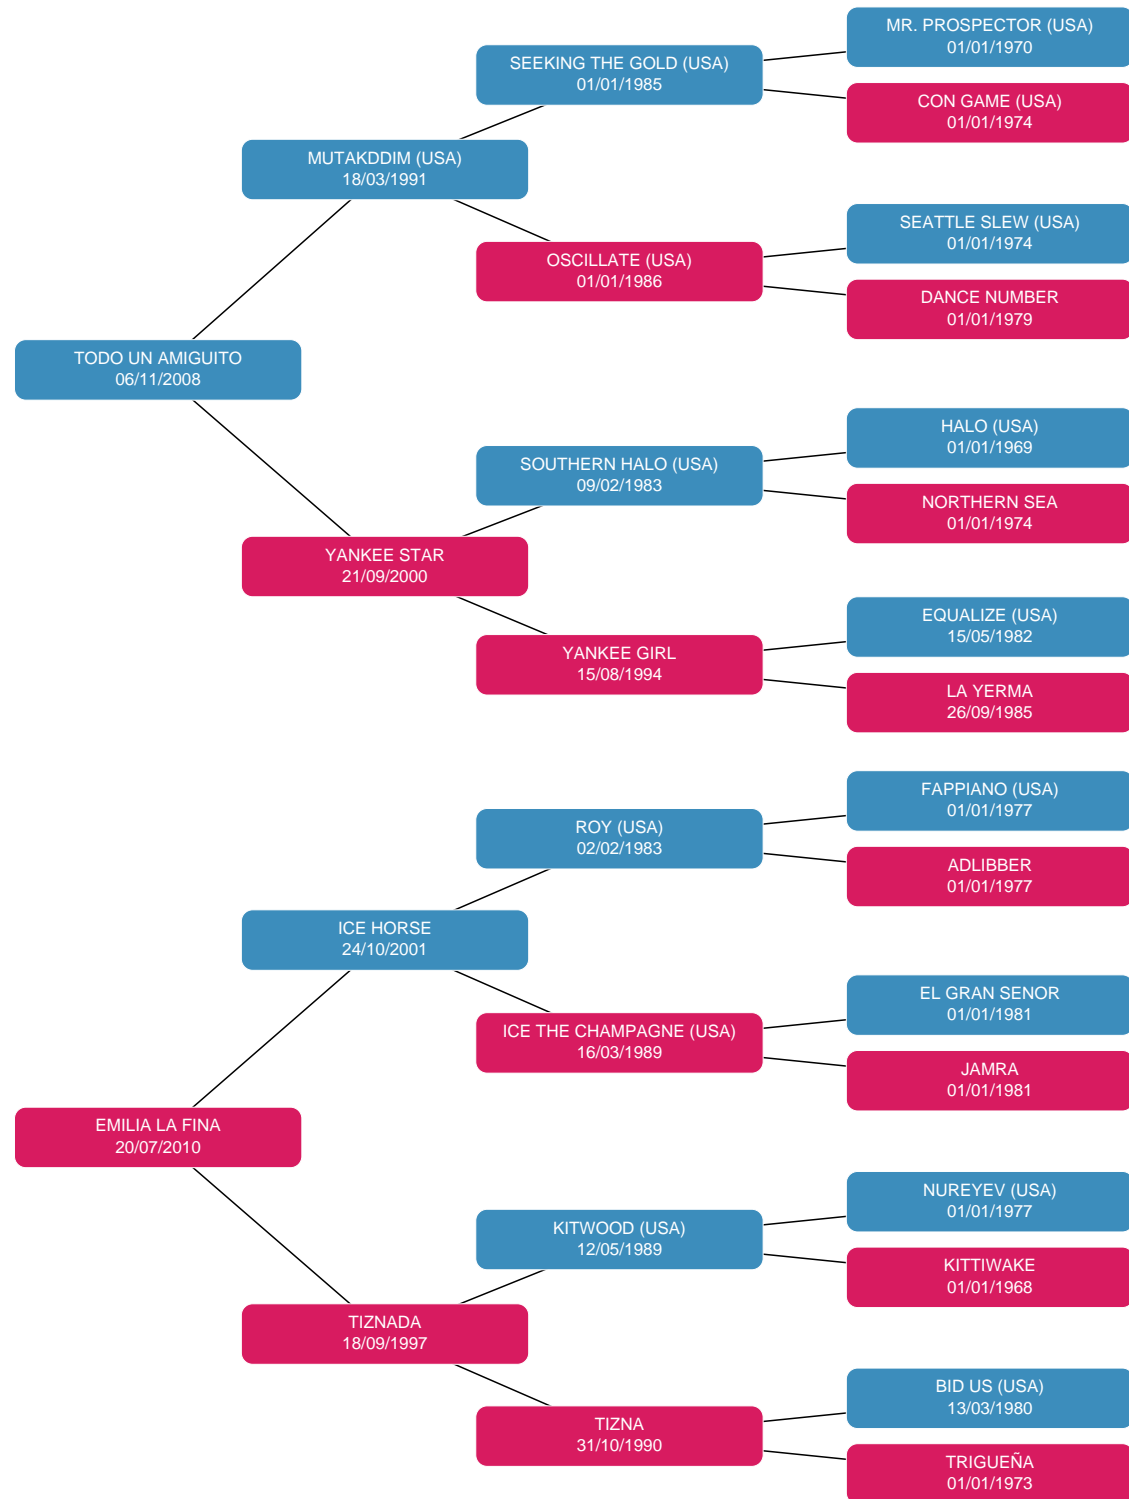 MR. PROSPECTOR (USA)
01/01/1970
SEEKING THE GOLD (USA)
01/01/1985
CON GAME (USA)
01/01/1974
MUTAKDDIM (USA)
18/03/1991
SEATTLE SLEW (USA)
01/01/1974
OSCILLATE (USA)
01/01/1986
DANCE NUMBER
01/01/1979
TODO UN AMIGUITO
06/11/2008
HALO (USA)
01/01/1969
SOUTHERN HALO (USA)
09/02/1983
NORTHERN SEA
01/01/1974
YANKEE STAR
21/09/2000
EQUALIZE (USA)
15/05/1982
YANKEE GIRL
15/08/1994
LA YERMA
26/09/1985
FAPPIANO (USA)
01/01/1977
ROY (USA)
02/02/1983
ADLIBBER
01/01/1977
ICE HORSE
24/10/2001
EL GRAN SENOR
01/01/1981
ICE THE CHAMPAGNE (USA)
16/03/1989
JAMRA
01/01/1981
EMILIA LA FINA
20/07/2010
NUREYEV (USA)
01/01/1977
KITWOOD (USA)
12/05/1989
KITTIWAKE
01/01/1968
TIZNADA
18/09/1997
BID US (USA)
13/03/1980
TIZNA
31/10/1990
TRIGUEÑA
01/01/1973